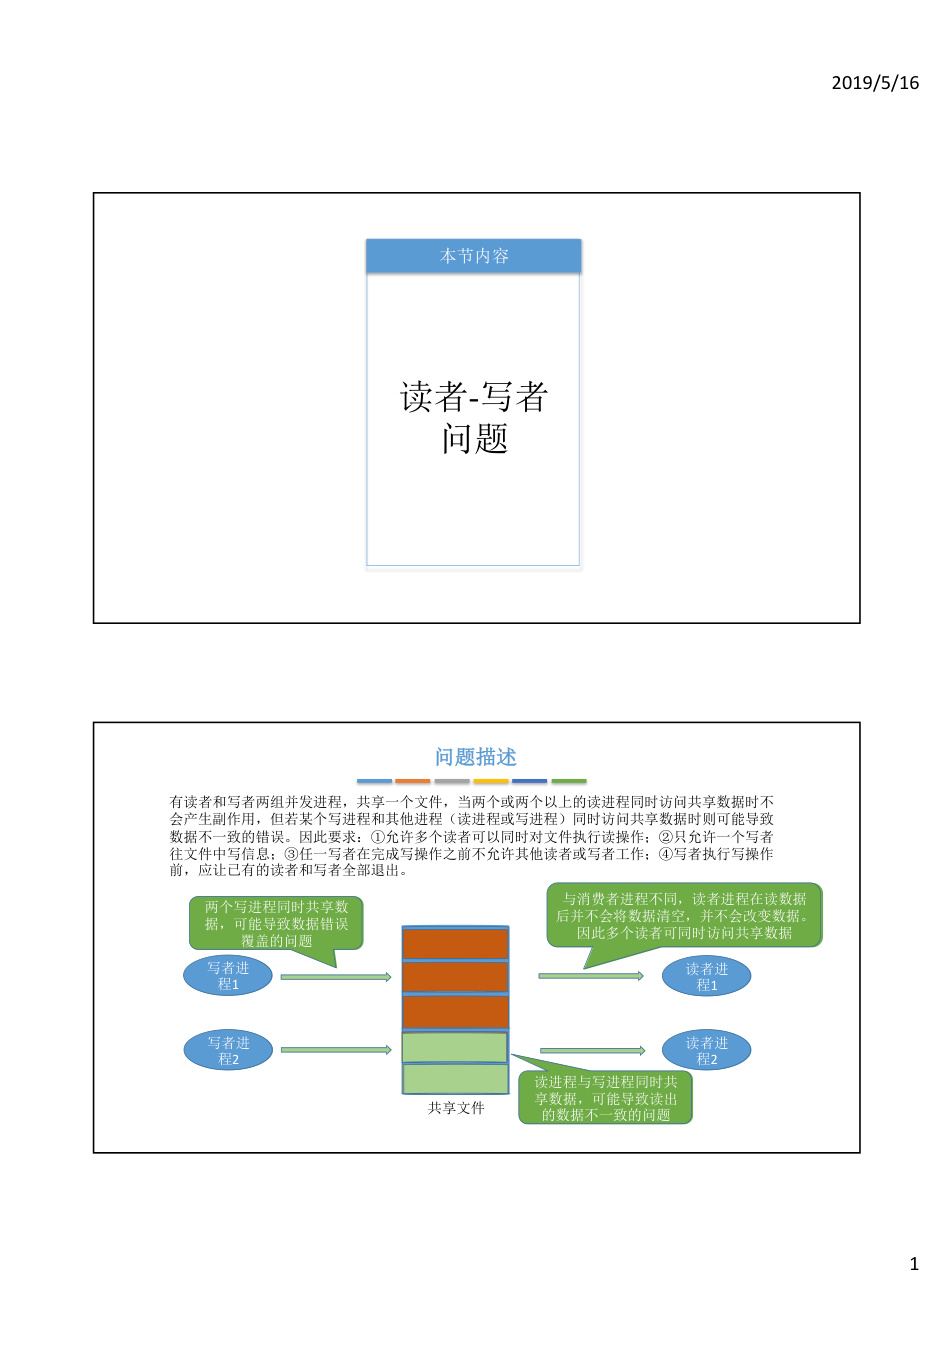 2019/5/16
本节内容
读者-写者
问题
问题描述
有读者和写者两组并发进程，共享一个文件，当两个或两个以上的读进程同时访问共享数据时不
会产生副作用，但若某个写进程和其他进程（读进程或写进程）同时访问共享数据时则可能导致
数据不一致的错误。因此要求：①允许多个读者可以同时对文件执行读操作；②只允许一个写者
往文件中写信息；③任一写者在完成写操作之前不允许其他读者或写者工作；④写者执行写操作
前，应让已有的读者和写者全部退出。
两个写进程同时共享数
据，可能导致数据错误
覆盖的问题
与消费者进程不同，读者进程在读数据
后并不会将数据清空，并不会改变数据。
因此多个读者可同时访问共享数据
写者进
程1
读者进
程1
写者进
程2
读者进
程2
读进程与写进程同时共
享数据，可能导致读出
的数据不一致的问题
共享文件
1